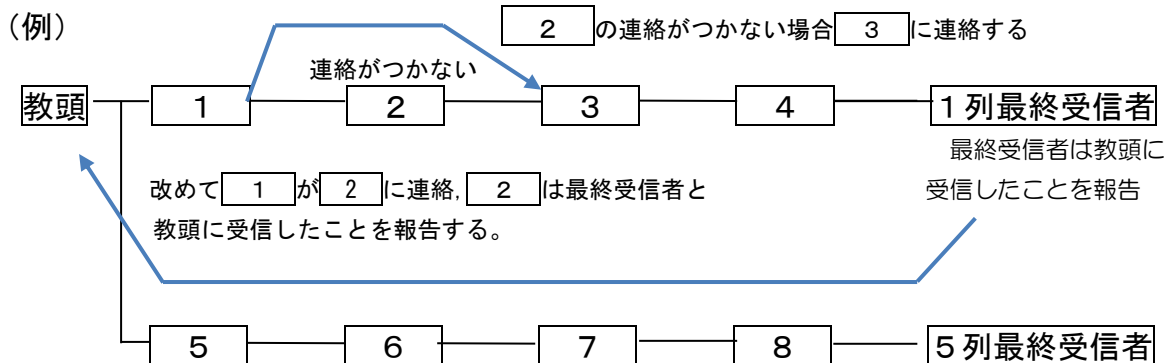 (例)
2 の連絡がつかない場合 3 に連絡する
連絡がつかない
教頭 1 2 3 4 1列最終受信者
最終受信者は教頭に
受信したことを報告
改めて 1 が 2 に連絡, 2 は最終受信者と
教頭に受信したことを報告する。
5 6 7 8 5列最終受信者